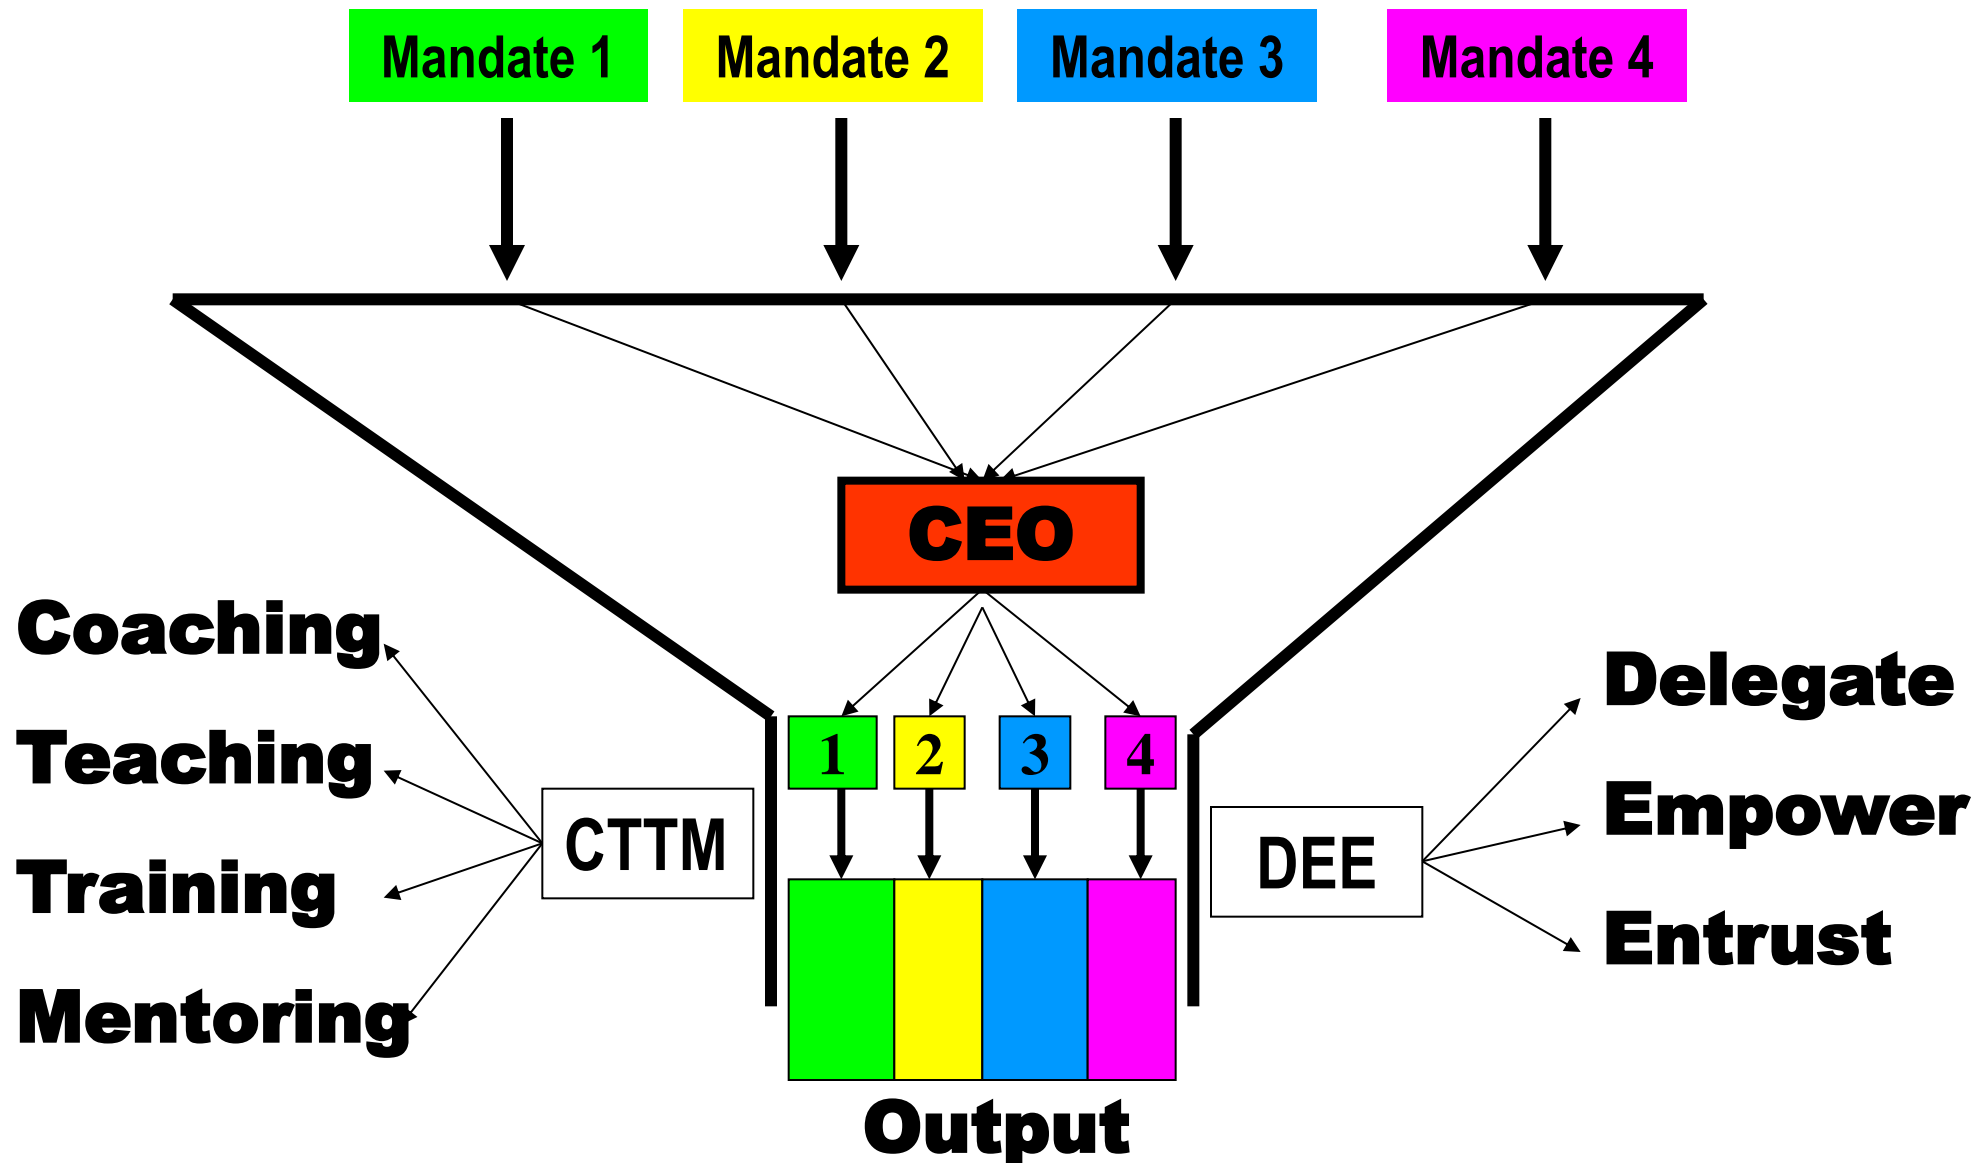 Mandate 1
Mandate 2
Mandate 3
Mandate 4
CEO
Coaching
Teaching
Training
Mentoring
CTTM
1
2
3
4
DEE
Delegate
Empower
Entrust
Output